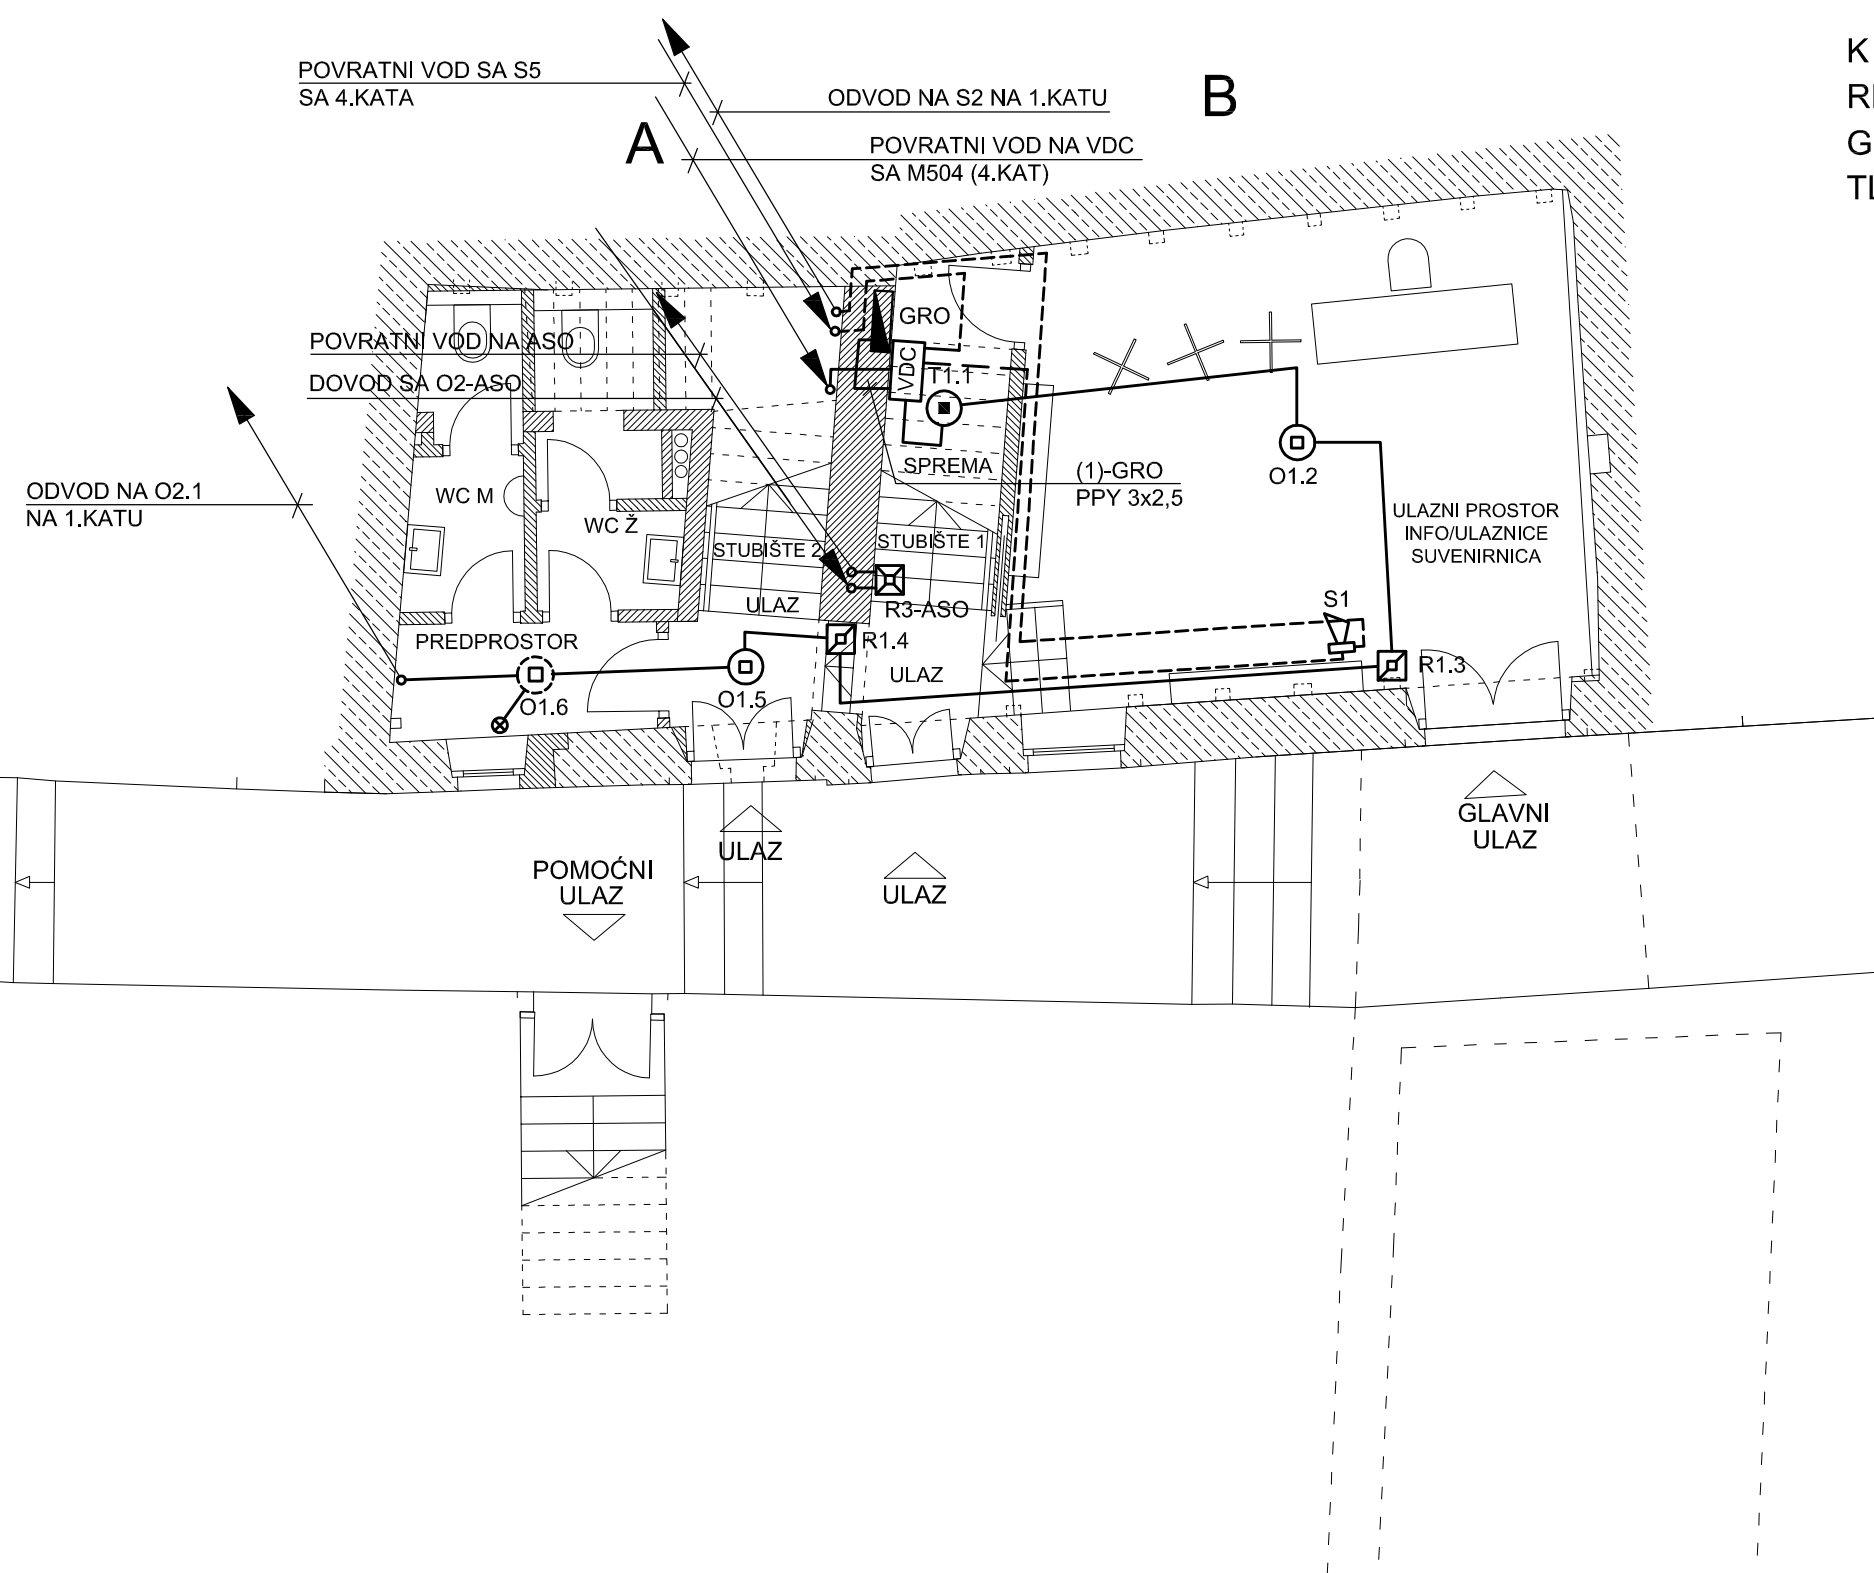 POVRATNI VOD SA S5
SA 4.KATA
ODVOD NA S2 NA 1.KATU
POVRATNI VOD NA VDC
SA M504 (4.KAT)
A
B
K
G
GRO
VDC
T1.1
POVRATNI VOD NA ASO
DOVOD SA O2-ASO
ODVOD NA O2.1
NA 1.KATU
WC M
WC Ž
SPREMA
(1)-GRO
PPY 3x2,5
O1.2
ULAZNI PROSTOR
INFO/ULAZNICE
SUVENIRNICA
STUBIŠTE 2
STUBIŠTE 1
ULAZ
R3-ASO
S1
PREDPROSTOR
R1.4
R1.3
ULAZ
O1.6
O1.5
GLAVNI
ULAZ
ULAZ
POMOĆNI
ULAZ
ULAZ